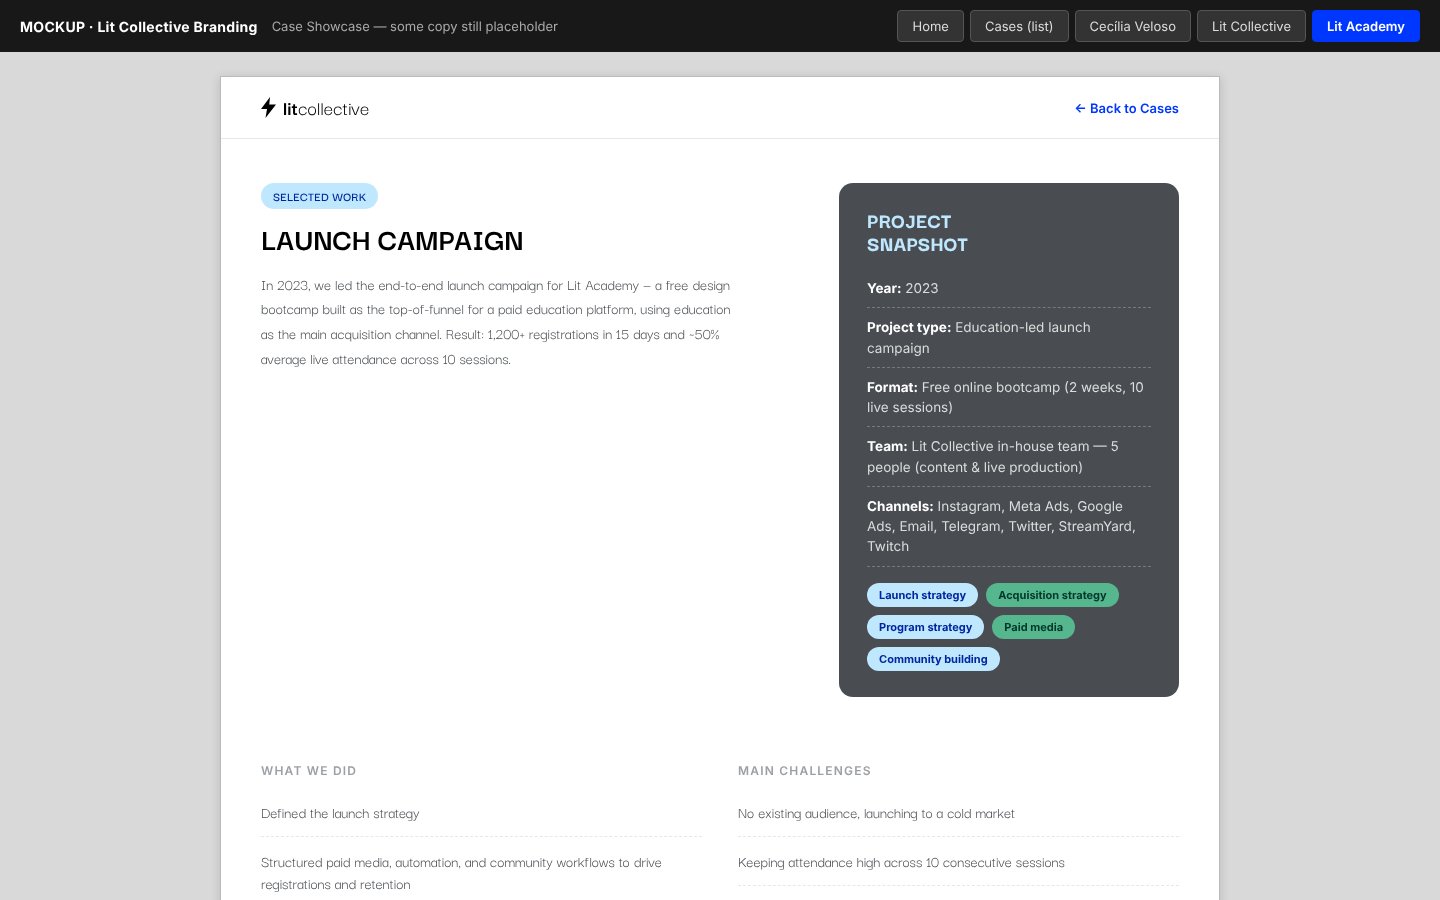 MOCKUP · Lit Collective Branding
Case Showcase — some copy still placeholder
Home
Cases (list)
Cecília Veloso
Lit Collective
Lit Academy
litcollective
← Back to Cases
SELECTED WORK
LAUNCH CAMPAIGN
In 2023, we led the end-to-end launch campaign for Lit Academy – a free design
bootcamp built as the top-of-funnel for a paid education platform, using education
as the main acquisition channel. Result: 1,200+ registrations in 15 days and ~50%
average live attendance across 10 sessions.
PROJECT
SNAPSHOT
Year: 2023
Project type: Education-led launch
campaign
Format: Free online bootcamp (2 weeks, 10
live sessions)
Team: Lit Collective in-house team — 5
people (content & live production)
Channels: Instagram, Meta Ads, Google
Ads, Email, Telegram, Twitter, StreamYard,
Twitch
Launch strategy
Acquisition strategy
Program strategy
Paid media
Community building
WHAT WE DID
Defined the launch strategy
Structured paid media, automation, and community workflows to drive
registrations and retention
MAIN CHALLENGES
No existing audience, launching to a cold market
Keeping attendance high across 10 consecutive sessions